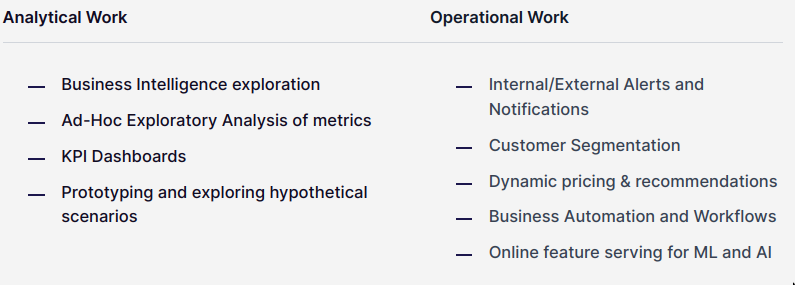 Analytical Work
Operational Work
— Business Intelligence exploration
— Ad-Hoc Exploratory Analysis of metrics
— KPI Dashboards
— Prototyping and exploring hypothetical
scenarios
— Internal/External Alerts and
Notifications
— Customer Segmentation
— Dynamic pricing & recommendations
— Business Automation and Workflows
— Online feature serving for ML and AI